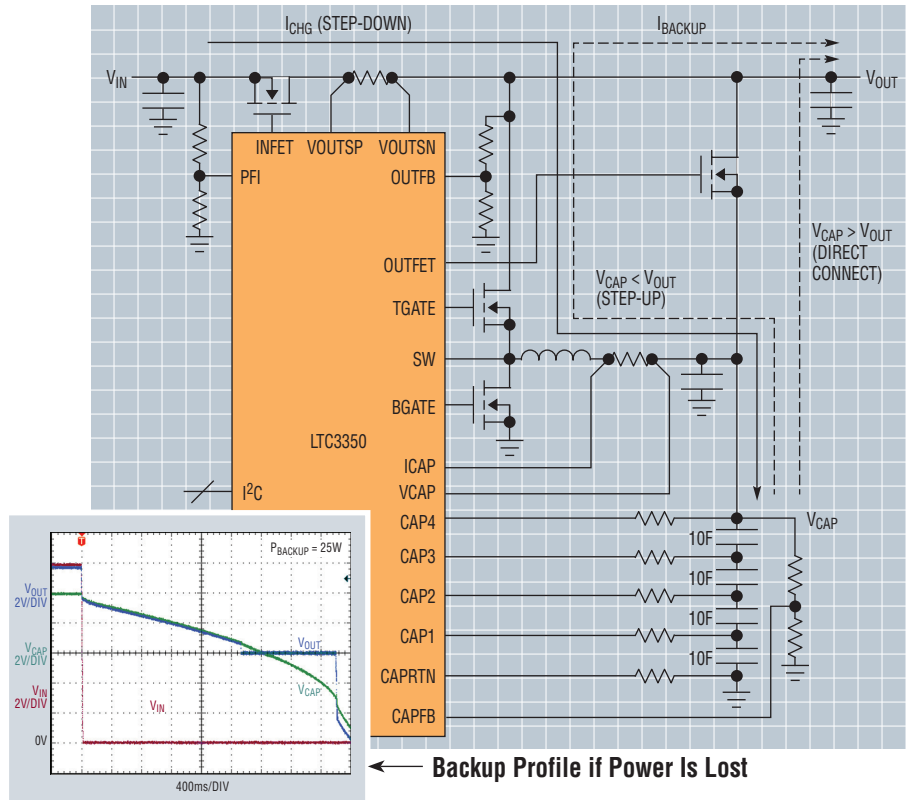 I_CHG (STEP-DOWN)
I_BACKUP
V_IN
V_OUT
INFET VOUTSP VOUTSN
PFI
OUTFB
OUTFET
V_CAP > V_OUT
(DIRECT
CONNECT)
V_CAP < V_OUT
(STEP-UP)
TGATE
SW
BGATE
LTC3350
ICAP
VCAP
I²C
CAP4
V_CAP
10F
CAP3
10F
CAP2
10F
CAP1
10F
CAPRTN
CAPFB
T
P_BACKUP = 25W
V_OUT
2V/DIV
V_CAP
2V/DIV
V_IN
2V/DIV
0V
V_OUT
V_CAP
V_IN
400ms/DIV
Backup Profile if Power Is Lost